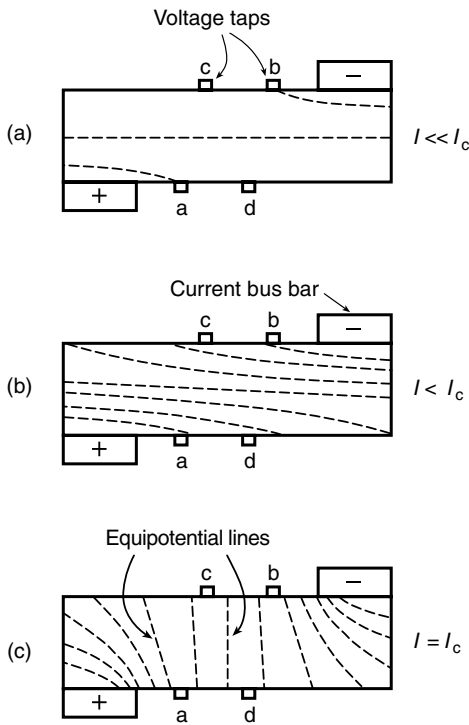 Voltage taps
c b
−
(a)
I << Ic
+
a d
Current bus bar
c b
−
(b)
I < Ic
+
a d
Equipotential lines
c b
−
(c)
I = Ic
+
a d